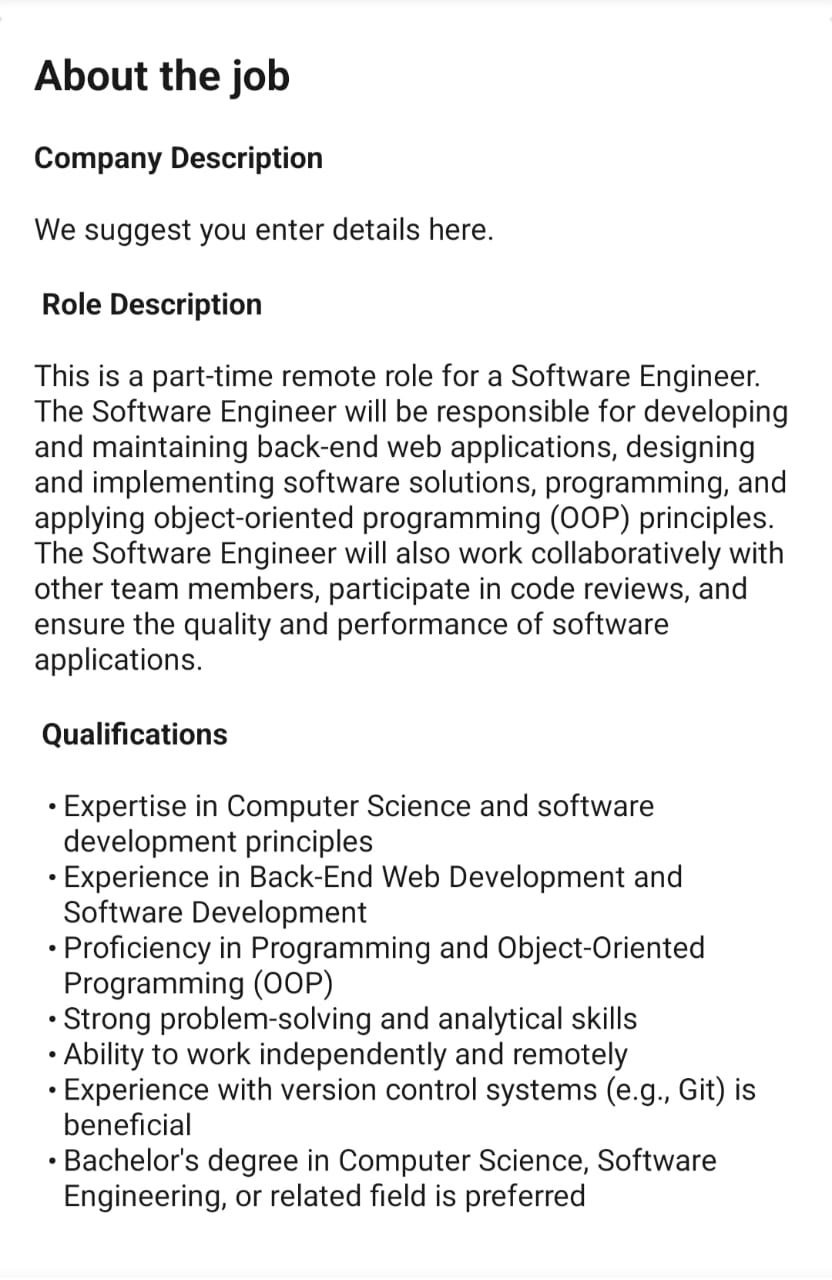 About the job
Company Description
We suggest you enter details here.
Role Description
This is a part-time remote role for a Software Engineer.
The Software Engineer will be responsible for developing
and maintaining back-end web applications, designing
and implementing software solutions, programming, and
applying object-oriented programming (OOP) principles.
The Software Engineer will also work collaboratively with
other team members, participate in code reviews, and
ensure the quality and performance of software
applications.
Qualifications
• Expertise in Computer Science and software
development principles
• Experience in Back-End Web Development and
Software Development
• Proficiency in Programming and Object-Oriented
Programming (OOP)
• Strong problem-solving and analytical skills
• Ability to work independently and remotely
• Experience with version control systems (e.g., Git) is
beneficial
• Bachelor's degree in Computer Science, Software
Engineering, or related field is preferred